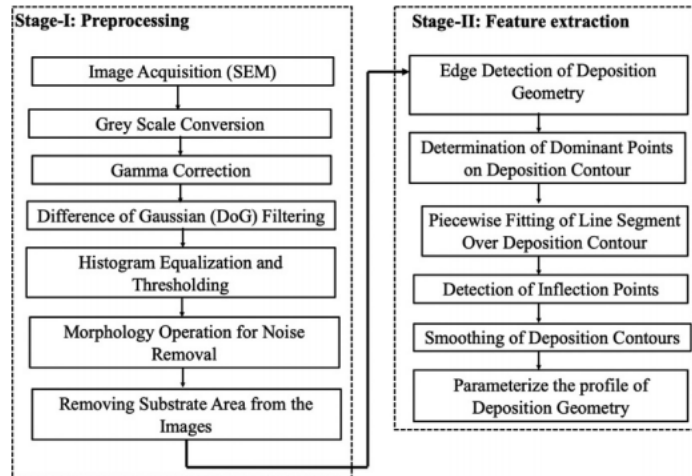 Stage-I: Preprocessing
Image Acquisition (SEM)
Grey Scale Conversion
Gamma Correction
Difference of Gaussian (DoG) Filtering
Histogram Equalization and
Thresholding
Morphology Operation for Noise
Removal
Removing Substrate Area from the
Images
Stage-II: Feature extraction
Edge Detection of Deposition
Geometry
Determination of Dominant Points
on Deposition Contour
Piecewise Fitting of Line Segment
Over Deposition Contour
Detection of Inflection Points
Smoothing of Deposition Contours
Parameterize the profile of
Deposition Geometry